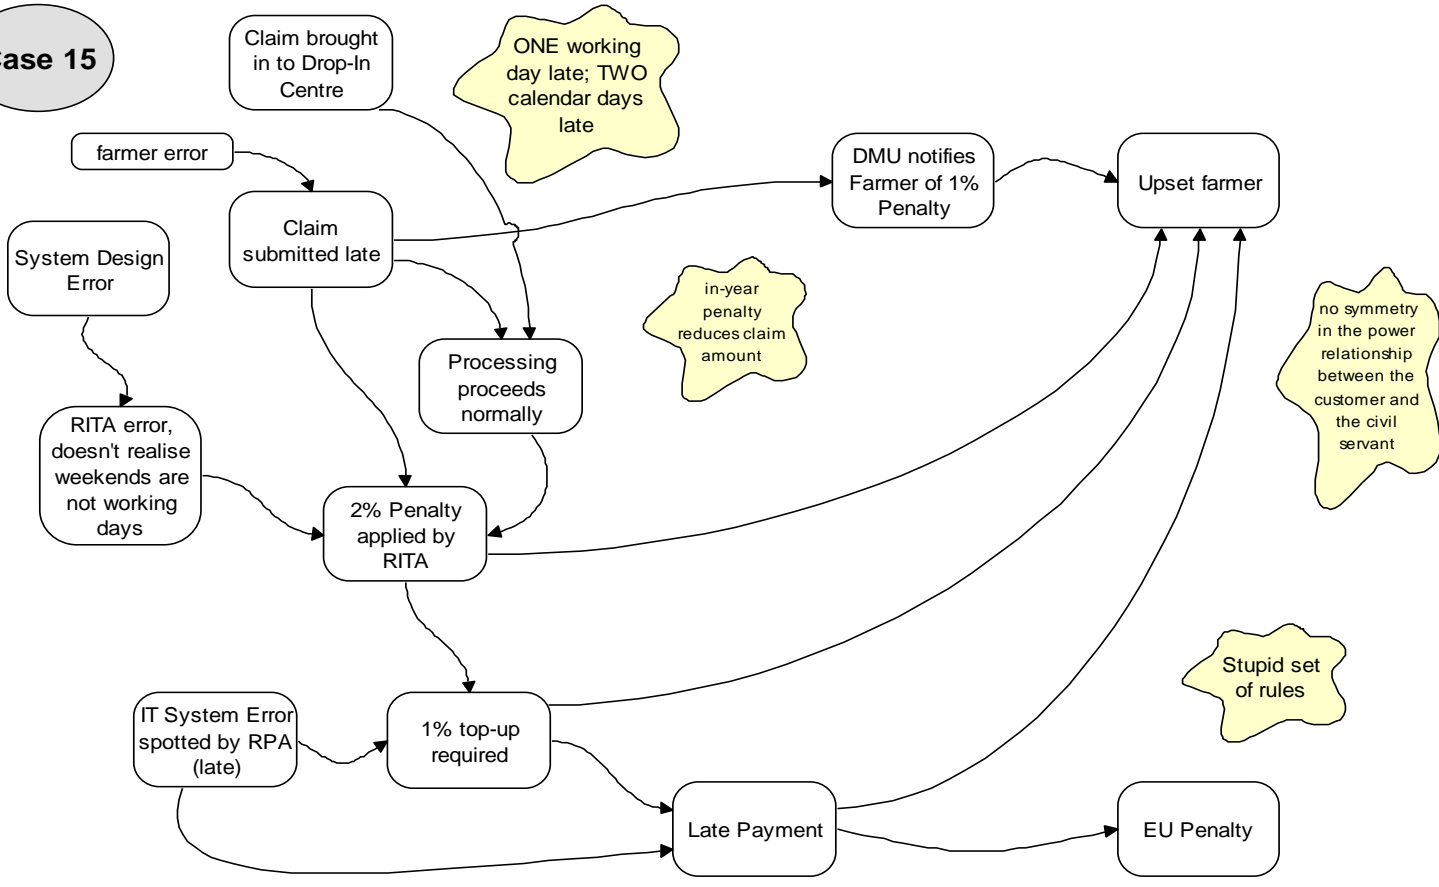 ase 15
Claim brought
in to Drop-In
Centre
ONE working
day late; TWO
calendar days
late
farmer error
DMU notifies
Farmer of 1%
Penalty
Upset farmer
Claim
submitted late
System Design
Error
in-year
penalty
reduces claim
amount
no symmetry
in the power
relationship
between the
customer and
the civil
servant
Processing
proceeds
normally
RITA error,
doesn't realise
weekends are
not working
days
2% Penalty
applied by
RITA
Stupid set
of rules
IT System Error
spotted by RPA
(late)
1% top-up
required
Late Payment
EU Penalty